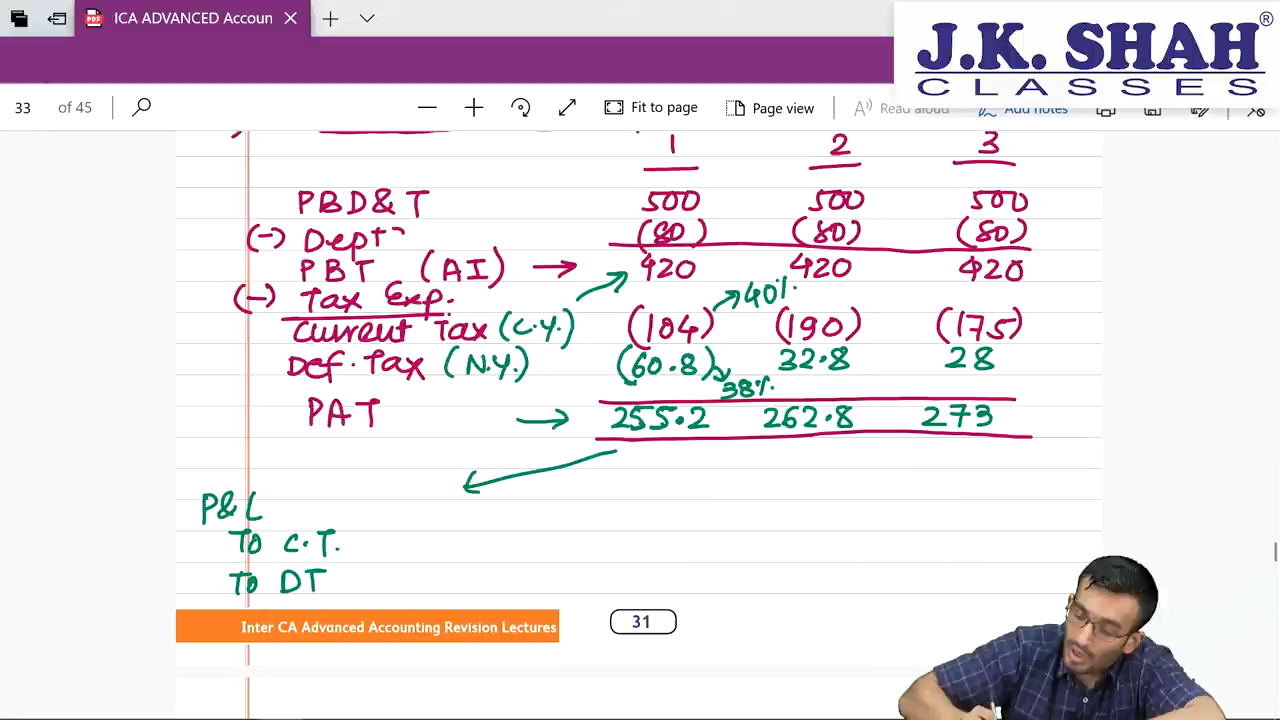 ICA ADVANCED Accoun
J.K. SHAH®
CLASSES
33 of 45
Fit to page
Page view
Read aloud
Add notes
1 2 3
PBD&T 500 500 500
(-) Deptⁿ (80) (80) (80)
PBT (AI) → 420 420 420
(-) Tax Exp. 40%.
Current Tax (C.Y.) (104) (190) (175)
Def. Tax (N.Y.) (60.8) 32.8 28
38%.
PAT → 255.2 262.8 273
P&L
To C.T.
To DT
Inter CA Advanced Accounting Revision Lectures
31